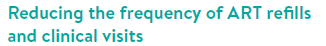 Reducing the frequency of ART refills
and clinical visits